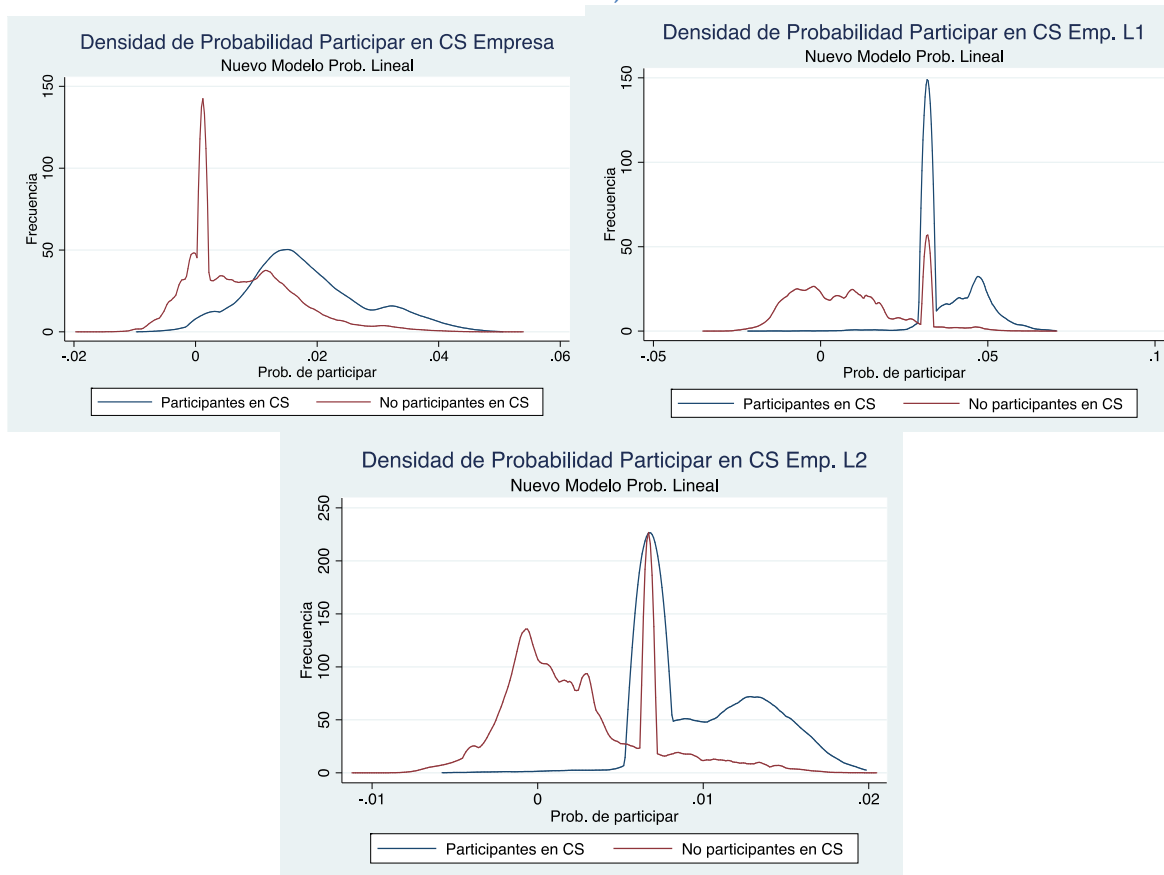 Densidad de Probabilidad Participar en CS Empresa
Nuevo Modelo Prob. Lineal
Frecuencia
150
100
50
0
-.02
0
.02
.04
.06
Prob. de participar
Participantes en CS
No participantes en CS
Densidad de Probabilidad Participar en CS Emp. L1
Nuevo Modelo Prob. Lineal
Frecuencia
150
100
50
0
-.05
0
.05
.1
Prob. de participar
Participantes en CS
No participantes en CS
Densidad de Probabilidad Participar en CS Emp. L2
Nuevo Modelo Prob. Lineal
Frecuencia
250
200
150
100
50
0
-.01
0
.01
.02
Prob. de participar
Participantes en CS
No participantes en CS